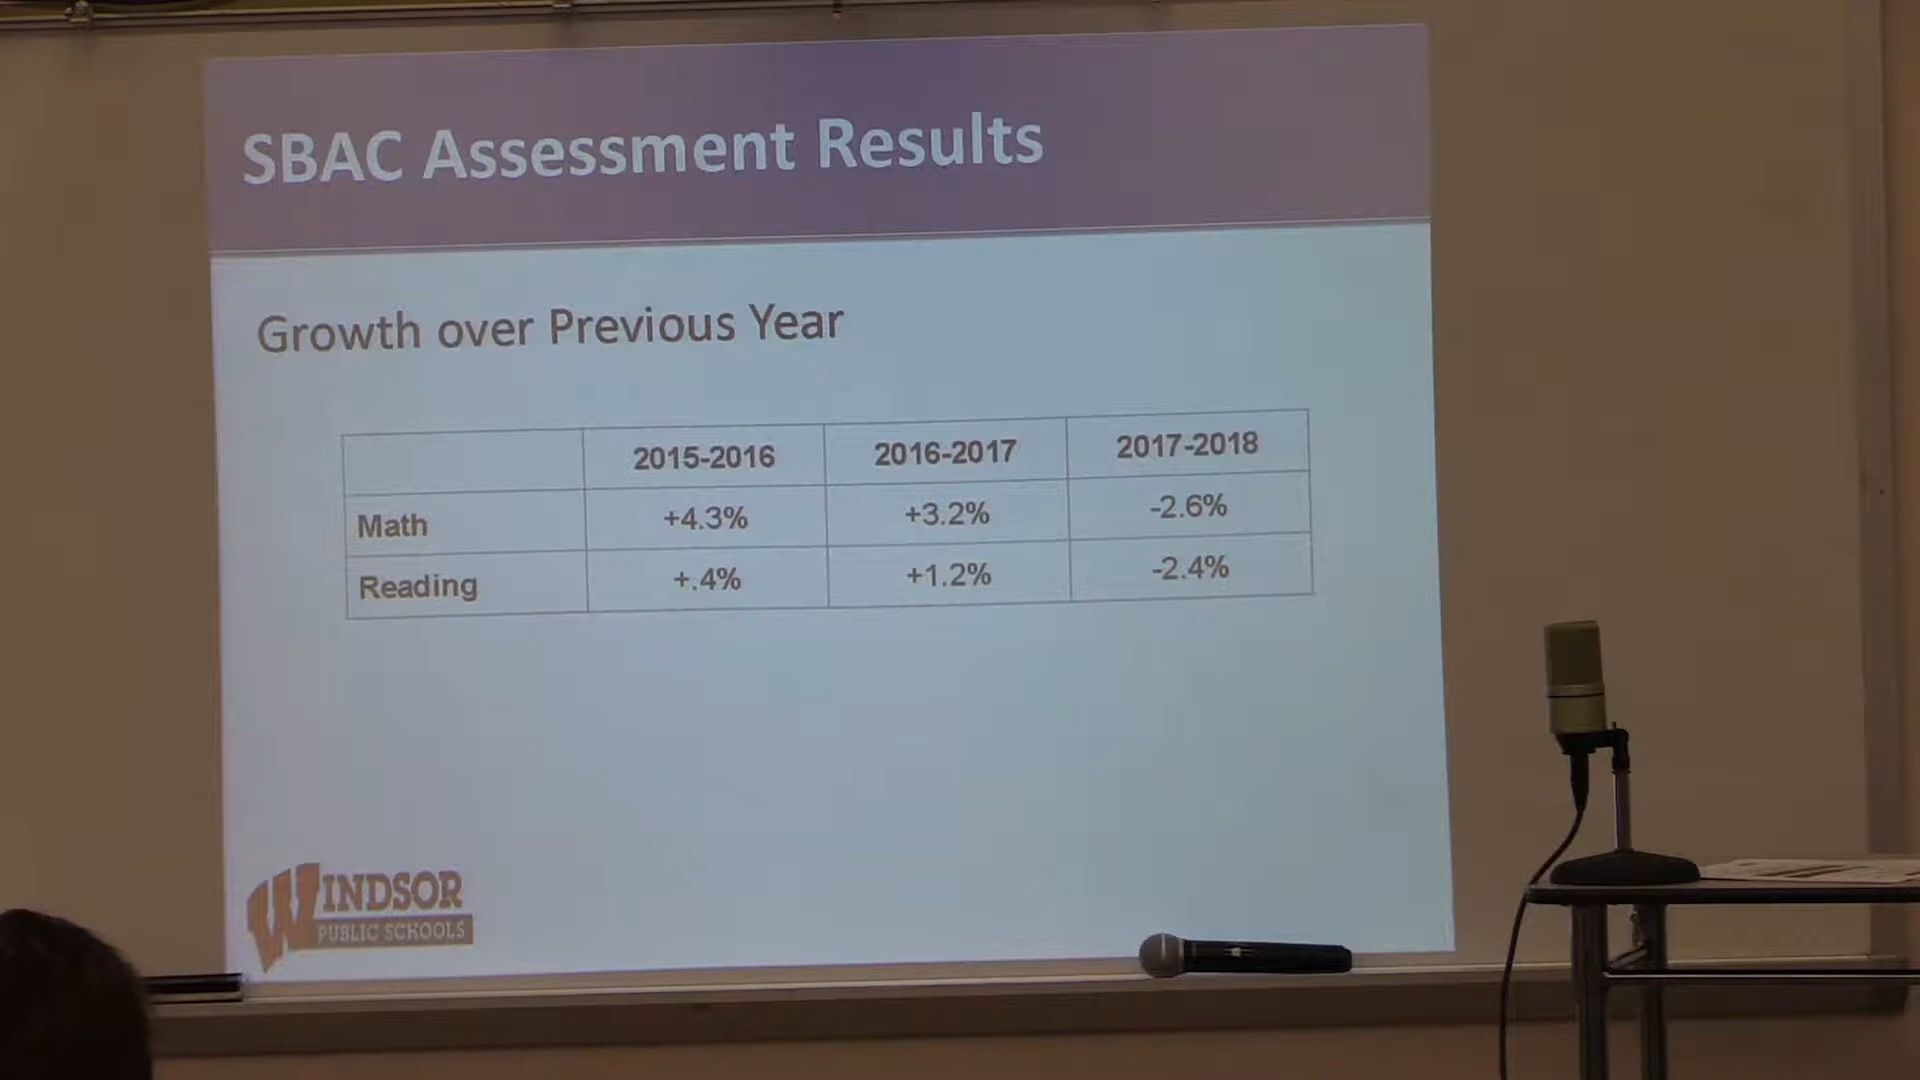 SBAC Assessment Results
Growth over Previous Year
2015-2016 2016-2017 2017-2018
Math +4.3% +3.2% -2.6%
Reading +.4% +1.2% -2.4%
WINDSOR
PUBLIC SCHOOLS